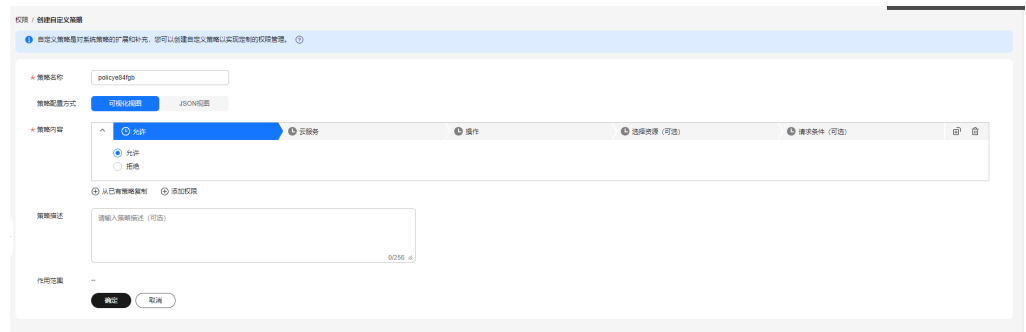 权限 / 创建自定义策略
自定义策略是对系统策略的扩展和补充，您可以创建自定义策略以实现定制的权限管理。
* 策略名称 policye84fgb
策略配置方式 可视化视图 JSON视图
* 策略内容 允许 云服务 操作 选择资源（可选） 请求条件（可选）
允许
拒绝
从已有策略复制 添加权限
策略描述 请输入策略描述（可选）
0/256
作用范围 --
确定 取消